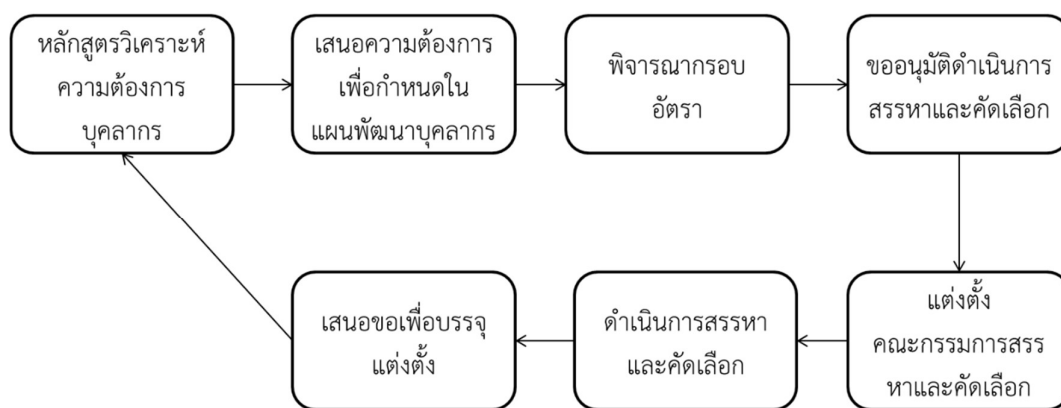 หลักสูตรวิเคราะห์
ความต้องการ
บุคลากร
เสนอความต้องการ
เพื่อกำหนดใน
แผนพัฒนาบุคลากร
พิจารณากรอบ
อัตรา
ขออนุมัติดำเนินการ
สรรหาและคัดเลือก
แต่งตั้ง
คณะกรรมการสรร
หาและคัดเลือก
ดำเนินการสรรหา
และคัดเลือก
เสนอขอเพื่อบรรจุ
แต่งตั้ง